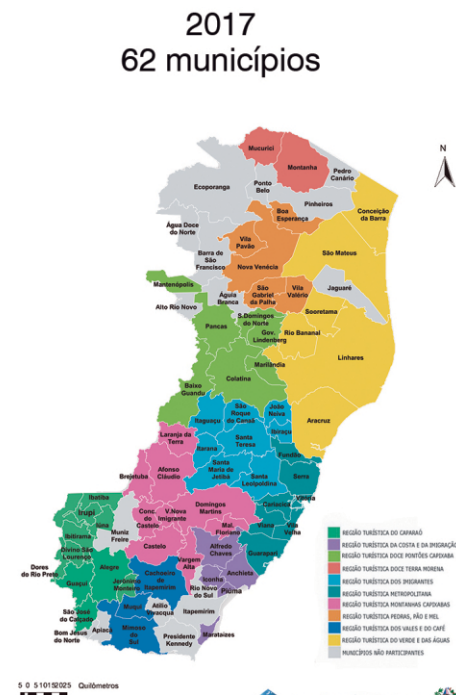 2017
62 municípios
N
Mucurici
Montanha
Pedro
Canário
Ecoporanga
Ponto
Belo
Pinheiros
Boa
Esperança
Conceição
da Barra
Água Doce
do Norte
Vila
Pavão
Barra de
São
Francisco
São Mateus
Nova Venécia
Mantenópolis
Água
Branca
São
Gabriel
da Palha
Vila
Valério
Jaguaré
Alto Rio Novo
Sooretama
S.Domingos
do Norte
Pancas
Gov.
Lindenberg
Rio Bananal
Linhares
Marilândia
Colatina
Baixo
Guandu
São
Roque
do Canaã
João
Neiva
Itaguaçu
Aracruz
Ibiraçu
Laranja da
Terra
Santa
Teresa
Itarana
Fundão
Afonso
Cláudio
Santa
Maria de
Jetiba
Santa
Leopoldina
Serra
Brejetuba
Ibatiba
Cariacica
Vitória
Irupi
Conc.
do
Castelo
V.Nova
Imigrante
Domingos
Martins
Iúna
Muniz
Freire
Mal.
Floriano
Viana
Vila
Velha
Ibitirama
Castelo
Alfredo
Chaves
Guarapari
Divino São
Lourenço
Dores
do Rio Preto
Alegre
Vargem
Alta
Cachoeiro
de
Itapemirim
Anchieta
Guaçuí
Jerônimo
Monteiro
Iconha
Rio Novo
do Sul
Piúma
São José
do Calçado
Muqui
Atílio
Vivacqua
Itapemirim
Bom Jesus
do Norte
Apiacá
Mimoso
do
Sul
Presidente
Kennedy
Marataízes
REGIÃO TURÍSTICA DO CAPARAÓ
REGIÃO TURÍSTICA DA COSTA E DA IMIGRAÇÃO
REGIÃO TURÍSTICA DOCE PONTÕES CAPIXABA
REGIÃO TURÍSTICA DOCE TERRA MORENA
REGIÃO TURÍSTICA DOS IMIGRANTES
REGIÃO TURÍSTICA METROPOLITANA
REGIÃO TURÍSTICA MONTANHAS CAPIXABAS
REGIÃO TURÍSTICA PEDRAS, PÃO E MEL
REGIÃO TURÍSTICA DOS VALES E DO CAFÉ
REGIÃO TURÍSTICA DO VERDE E DAS ÁGUAS
MUNICÍPIOS NÃO PARTICIPANTES
5 0 5 10152025 Quilômetros